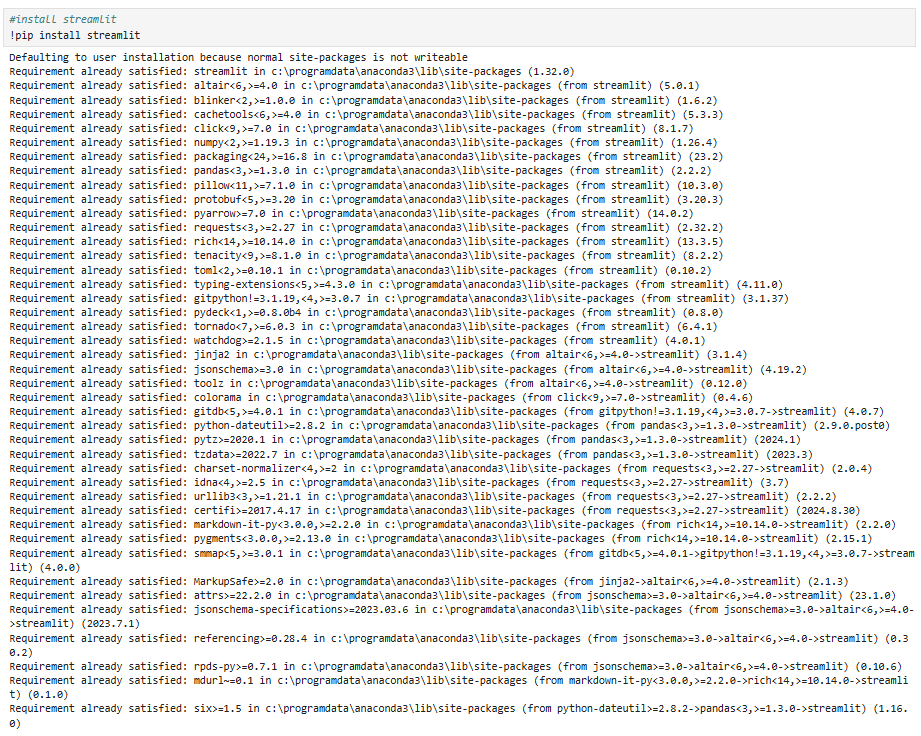 #install streamlit
!pip install streamlit
Defaulting to user installation because normal site-packages is not writeable
Requirement already satisfied: streamlit in c:\programdata\anaconda3\lib\site-packages (1.32.0)
Requirement already satisfied: altair<6,>=4.0 in c:\programdata\anaconda3\lib\site-packages (from streamlit) (5.0.1)
Requirement already satisfied: blinker<2,>=1.0.0 in c:\programdata\anaconda3\lib\site-packages (from streamlit) (1.6.2)
Requirement already satisfied: cachetools<6,>=4.0 in c:\programdata\anaconda3\lib\site-packages (from streamlit) (5.3.3)
Requirement already satisfied: click<9,>=7.0 in c:\programdata\anaconda3\lib\site-packages (from streamlit) (8.1.7)
Requirement already satisfied: numpy<2,>=1.19.3 in c:\programdata\anaconda3\lib\site-packages (from streamlit) (1.26.4)
Requirement already satisfied: packaging<24,>=16.8 in c:\programdata\anaconda3\lib\site-packages (from streamlit) (23.2)
Requirement already satisfied: pandas<3,>=1.3.0 in c:\programdata\anaconda3\lib\site-packages (from streamlit) (2.2.2)
Requirement already satisfied: pillow<11,>=7.1.0 in c:\programdata\anaconda3\lib\site-packages (from streamlit) (10.3.0)
Requirement already satisfied: protobuf<5,>=3.20 in c:\programdata\anaconda3\lib\site-packages (from streamlit) (3.20.3)
Requirement already satisfied: pyarrow>=7.0 in c:\programdata\anaconda3\lib\site-packages (from streamlit) (14.0.2)
Requirement already satisfied: requests<3,>=2.27 in c:\programdata\anaconda3\lib\site-packages (from streamlit) (2.32.2)
Requirement already satisfied: rich<14,>=10.14.0 in c:\programdata\anaconda3\lib\site-packages (from streamlit) (13.3.5)
Requirement already satisfied: tenacity<9,>=8.1.0 in c:\programdata\anaconda3\lib\site-packages (from streamlit) (8.2.2)
Requirement already satisfied: toml<2,>=0.10.1 in c:\programdata\anaconda3\lib\site-packages (from streamlit) (0.10.2)
Requirement already satisfied: typing-extensions<5,>=4.3.0 in c:\programdata\anaconda3\lib\site-packages (from streamlit) (4.11.0)
Requirement already satisfied: gitpython!=3.1.19,<4,>=3.0.7 in c:\programdata\anaconda3\lib\site-packages (from streamlit) (3.1.37)
Requirement already satisfied: pydeck<1,>=0.8.0b4 in c:\programdata\anaconda3\lib\site-packages (from streamlit) (0.8.0)
Requirement already satisfied: tornado<7,>=6.0.3 in c:\programdata\anaconda3\lib\site-packages (from streamlit) (6.4.1)
Requirement already satisfied: watchdog>=2.1.5 in c:\programdata\anaconda3\lib\site-packages (from streamlit) (4.0.1)
Requirement already satisfied: jinja2 in c:\programdata\anaconda3\lib\site-packages (from altair<6,>=4.0->streamlit) (3.1.4)
Requirement already satisfied: jsonschema>=3.0 in c:\programdata\anaconda3\lib\site-packages (from altair<6,>=4.0->streamlit) (4.19.2)
Requirement already satisfied: toolz in c:\programdata\anaconda3\lib\site-packages (from altair<6,>=4.0->streamlit) (0.12.0)
Requirement already satisfied: colorama in c:\programdata\anaconda3\lib\site-packages (from click<9,>=7.0->streamlit) (0.4.6)
Requirement already satisfied: gitdb<5,>=4.0.1 in c:\programdata\anaconda3\lib\site-packages (from gitpython!=3.1.19,<4,>=3.0.7->streamlit) (4.0.7)
Requirement already satisfied: python-dateutil>=2.8.2 in c:\programdata\anaconda3\lib\site-packages (from pandas<3,>=1.3.0->streamlit) (2.9.0.post0)
Requirement already satisfied: pytz>=2020.1 in c:\programdata\anaconda3\lib\site-packages (from pandas<3,>=1.3.0->streamlit) (2024.1)
Requirement already satisfied: tzdata>=2022.7 in c:\programdata\anaconda3\lib\site-packages (from pandas<3,>=1.3.0->streamlit) (2023.3)
Requirement already satisfied: charset-normalizer<4,>=2 in c:\programdata\anaconda3\lib\site-packages (from requests<3,>=2.27->streamlit) (2.0.4)
Requirement already satisfied: idna<4,>=2.5 in c:\programdata\anaconda3\lib\site-packages (from requests<3,>=2.27->streamlit) (3.7)
Requirement already satisfied: urllib3<3,>=1.21.1 in c:\programdata\anaconda3\lib\site-packages (from requests<3,>=2.27->streamlit) (2.2.2)
Requirement already satisfied: certifi>=2017.4.17 in c:\programdata\anaconda3\lib\site-packages (from requests<3,>=2.27->streamlit) (2024.8.30)
Requirement already satisfied: markdown-it-py<3.0.0,>=2.2.0 in c:\programdata\anaconda3\lib\site-packages (from rich<14,>=10.14.0->streamlit) (2.2.0)
Requirement already satisfied: pygments<3.0.0,>=2.13.0 in c:\programdata\anaconda3\lib\site-packages (from rich<14,>=10.14.0->streamlit) (2.15.1)
Requirement already satisfied: smmap<5,>=3.0.1 in c:\programdata\anaconda3\lib\site-packages (from gitdb<5,>=4.0.1->gitpython!=3.1.19,<4,>=3.0.7->stream
lit) (4.0.0)
Requirement already satisfied: MarkupSafe>=2.0 in c:\programdata\anaconda3\lib\site-packages (from jinja2->altair<6,>=4.0->streamlit) (2.1.3)
Requirement already satisfied: attrs>=22.2.0 in c:\programdata\anaconda3\lib\site-packages (from jsonschema>=3.0->altair<6,>=4.0->streamlit) (23.1.0)
Requirement already satisfied: jsonschema-specifications>=2023.03.6 in c:\programdata\anaconda3\lib\site-packages (from jsonschema>=3.0->altair<6,>=4.0-
>streamlit) (2023.7.1)
Requirement already satisfied: referencing>=0.28.4 in c:\programdata\anaconda3\lib\site-packages (from jsonschema>=3.0->altair<6,>=4.0->streamlit) (0.3
0.2)
Requirement already satisfied: rpds-py>=0.7.1 in c:\programdata\anaconda3\lib\site-packages (from jsonschema>=3.0->altair<6,>=4.0->streamlit) (0.10.6)
Requirement already satisfied: mdurl~=0.1 in c:\programdata\anaconda3\lib\site-packages (from markdown-it-py<3.0.0,>=2.2.0->rich<14,>=10.14.0->streamli
t) (0.1.0)
Requirement already satisfied: six>=1.5 in c:\programdata\anaconda3\lib\site-packages (from python-dateutil>=2.8.2->pandas<3,>=1.3.0->streamlit) (1.16.
0)